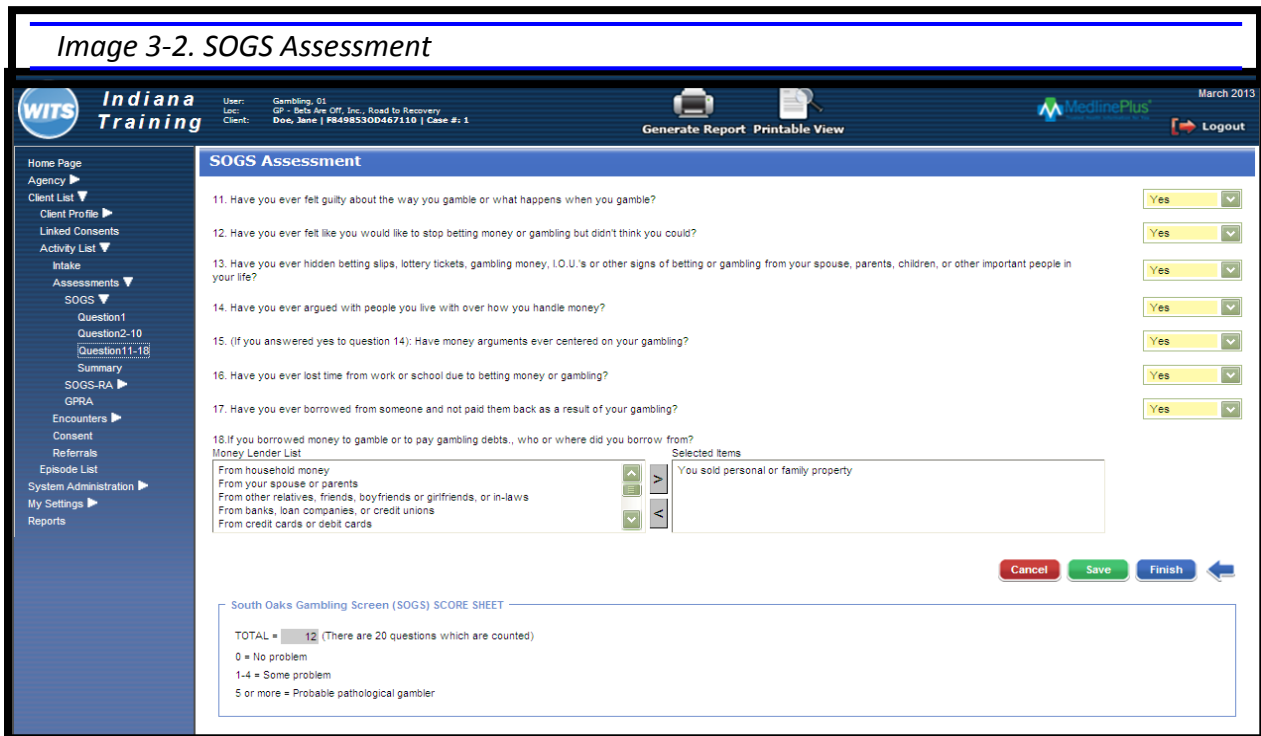 Image 3-2. SOGS Assessment
WITS
Indiana
Training
User: Gambling, 01
Loc: GP - Bets Are Off, Inc., Road to Recovery
Client: Doe, Jane | F8498530D467110 | Case #: 1
Generate Report Printable View
MedlinePlus
March 2013
Logout
Home Page
Agency
Client List
Client Profile
Linked Consents
Activity List
Intake
Assessments
SOGS
Question1
Question2-10
Question11-18
Summary
SOGS-RA
GPRA
Encounters
Consent
Referrals
Episode List
System Administration
My Settings
Reports
SOGS Assessment
11. Have you ever felt guilty about the way you gamble or what happens when you gamble? Yes
12. Have you ever felt like you would like to stop betting money or gambling but didn't think you could? Yes
13. Have you ever hidden betting slips, lottery tickets, gambling money, I.O.U.'s or other signs of betting or gambling from your spouse, parents, children, or other important people in
your life? Yes
14. Have you ever argued with people you live with over how you handle money? Yes
15. (If you answered yes to question 14): Have money arguments ever centered on your gambling? Yes
16. Have you ever lost time from work or school due to betting money or gambling? Yes
17. Have you ever borrowed from someone and not paid them back as a result of your gambling? Yes
18.If you borrowed money to gamble or to pay gambling debts., who or where did you borrow from?
Money Lender List Selected Items
From household money
From your spouse or parents
From other relatives, friends, boyfriends or girlfriends, or in-laws
From banks, loan companies, or credit unions
From credit cards or debit cards
>
<
You sold personal or family property
Cancel Save Finish
South Oaks Gambling Screen (SOGS) SCORE SHEET
TOTAL = 12 (There are 20 questions which are counted)
0 = No problem
1-4 = Some problem
5 or more = Probable pathological gambler